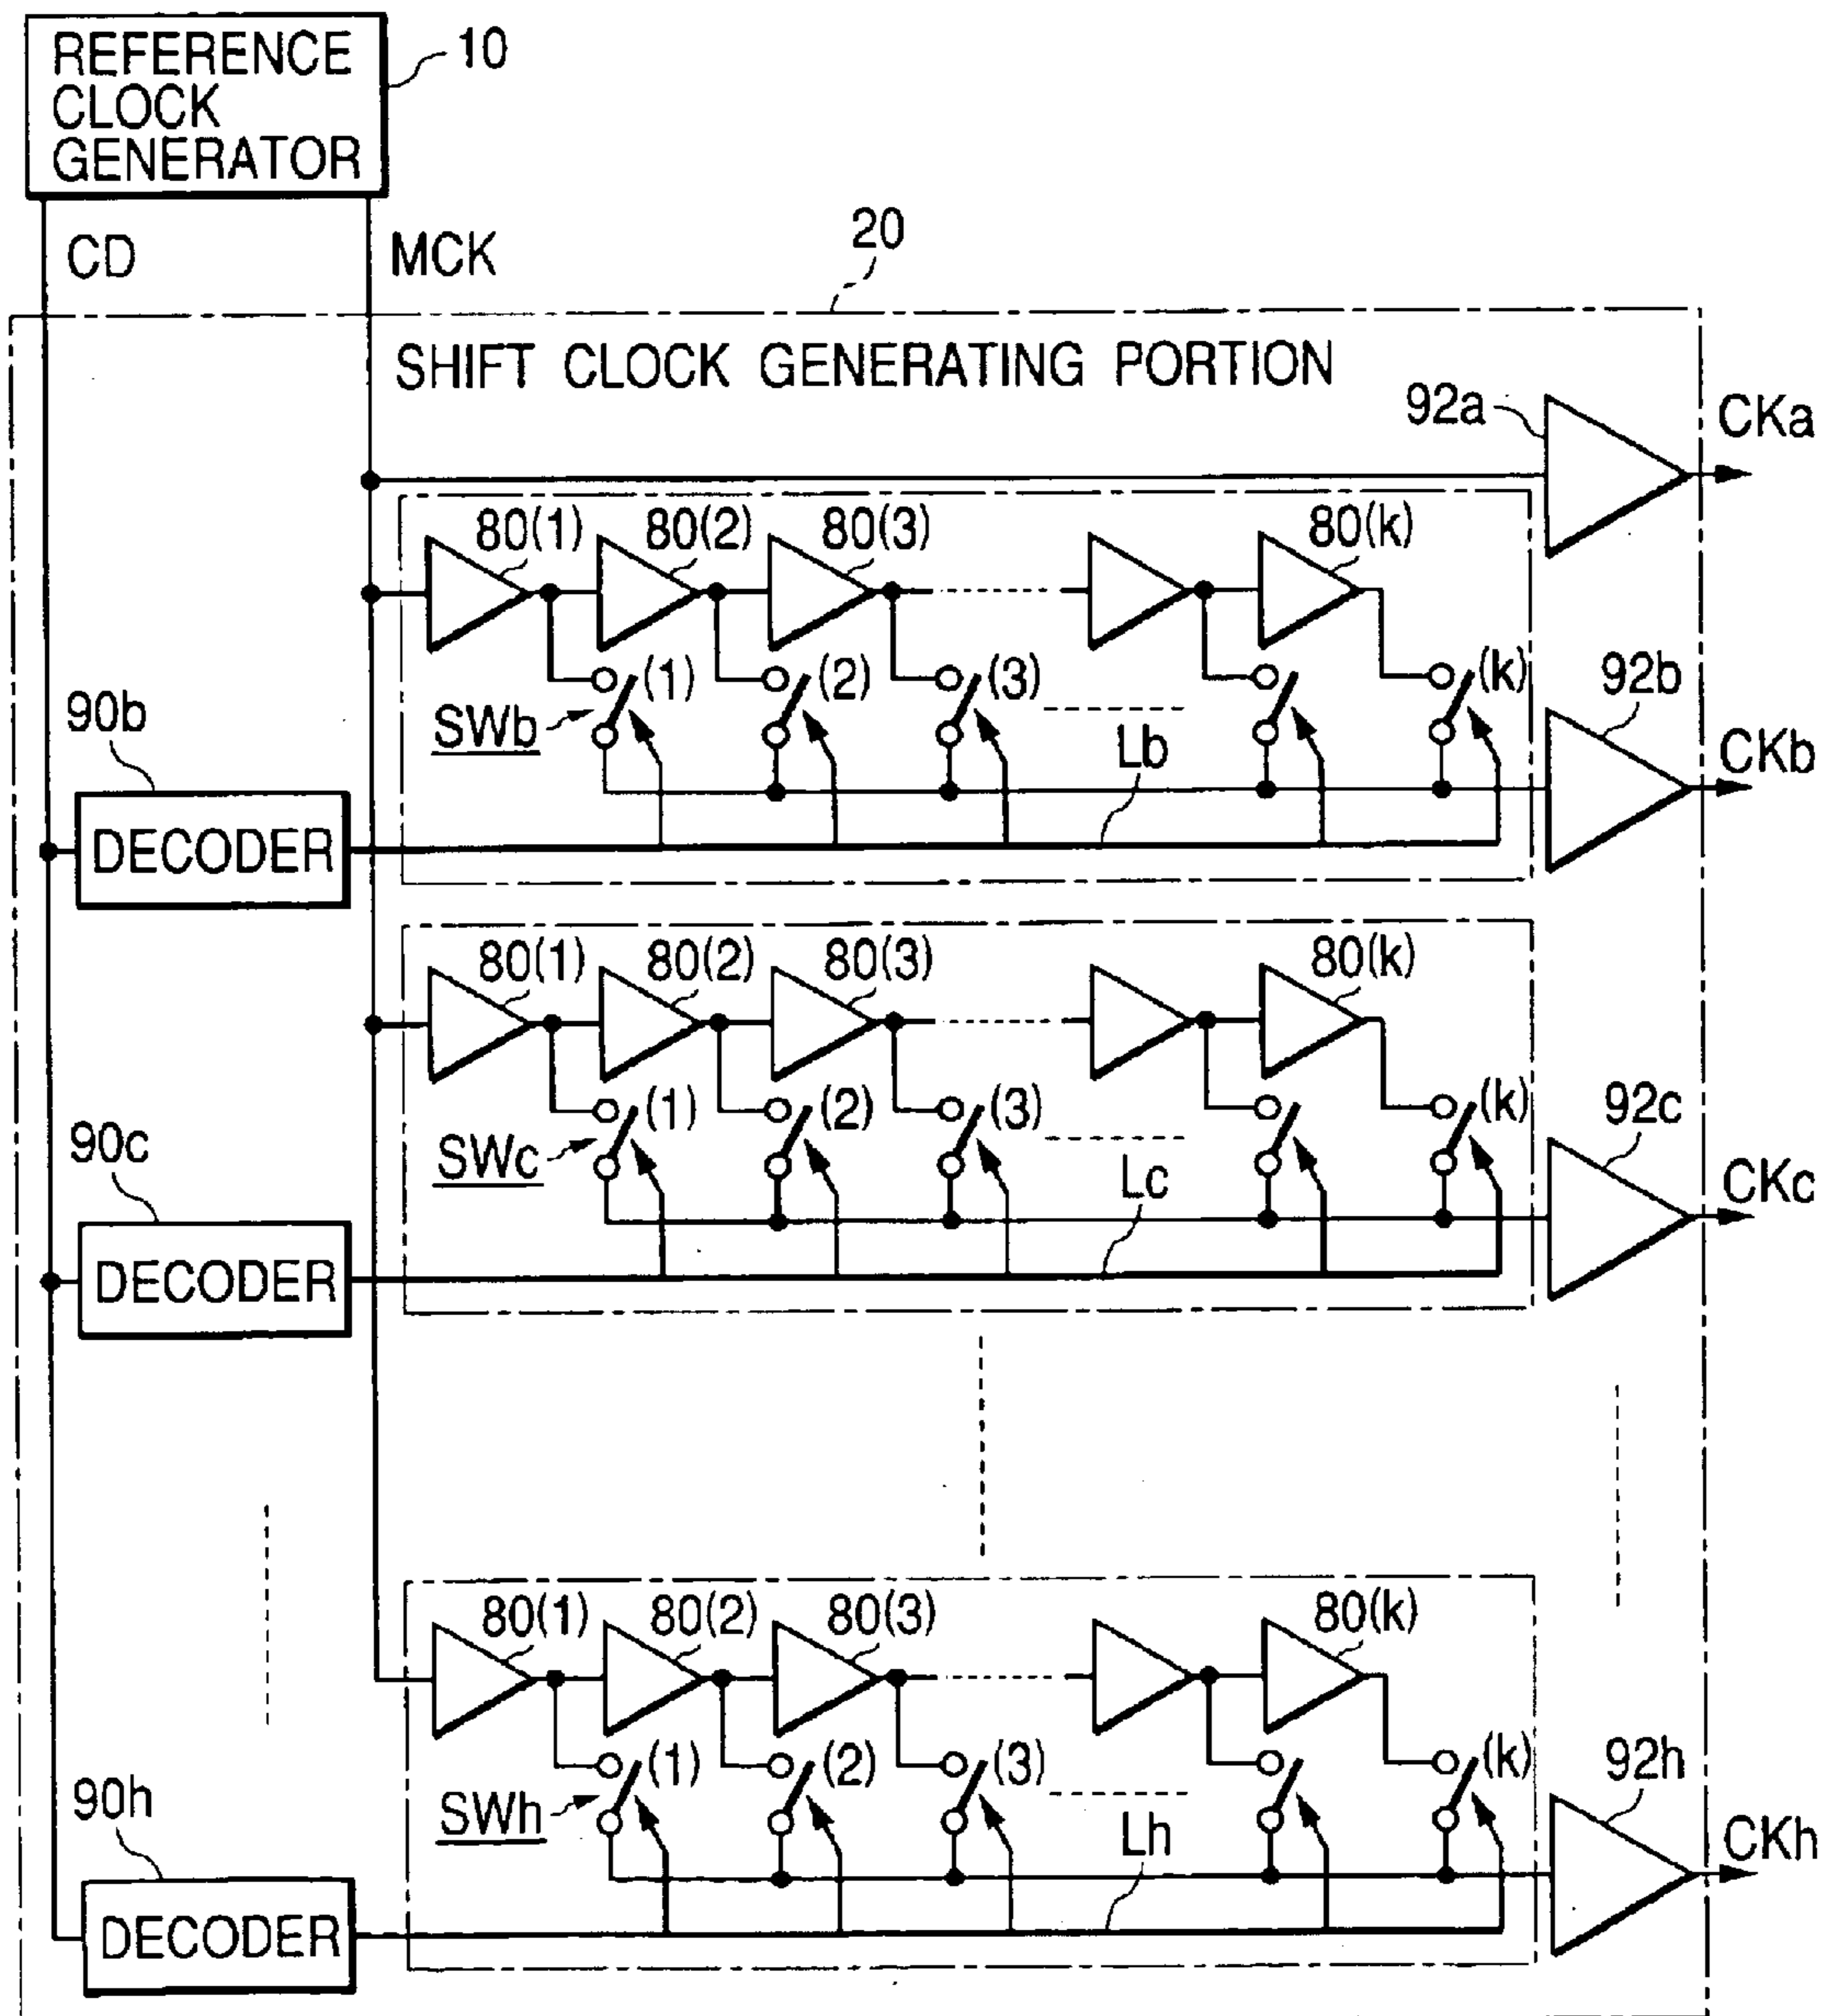 REFERENCE
CLOCK
GENERATOR
10
CD
MCK
20
SHIFT CLOCK GENERATING PORTION
92a
CKa
80(1)
80(2)
80(3)
80(k)
(1)
(2)
(3)
(k)
SWb
Lb
92b
CKb
90b
DECODER
80(1)
80(2)
80(3)
80(k)
(1)
(2)
(3)
(k)
SWc
Lc
92c
CKc
90c
DECODER
80(1)
80(2)
80(3)
80(k)
(1)
(2)
(3)
(k)
SWh
Lh
92h
CKh
90h
DECODER